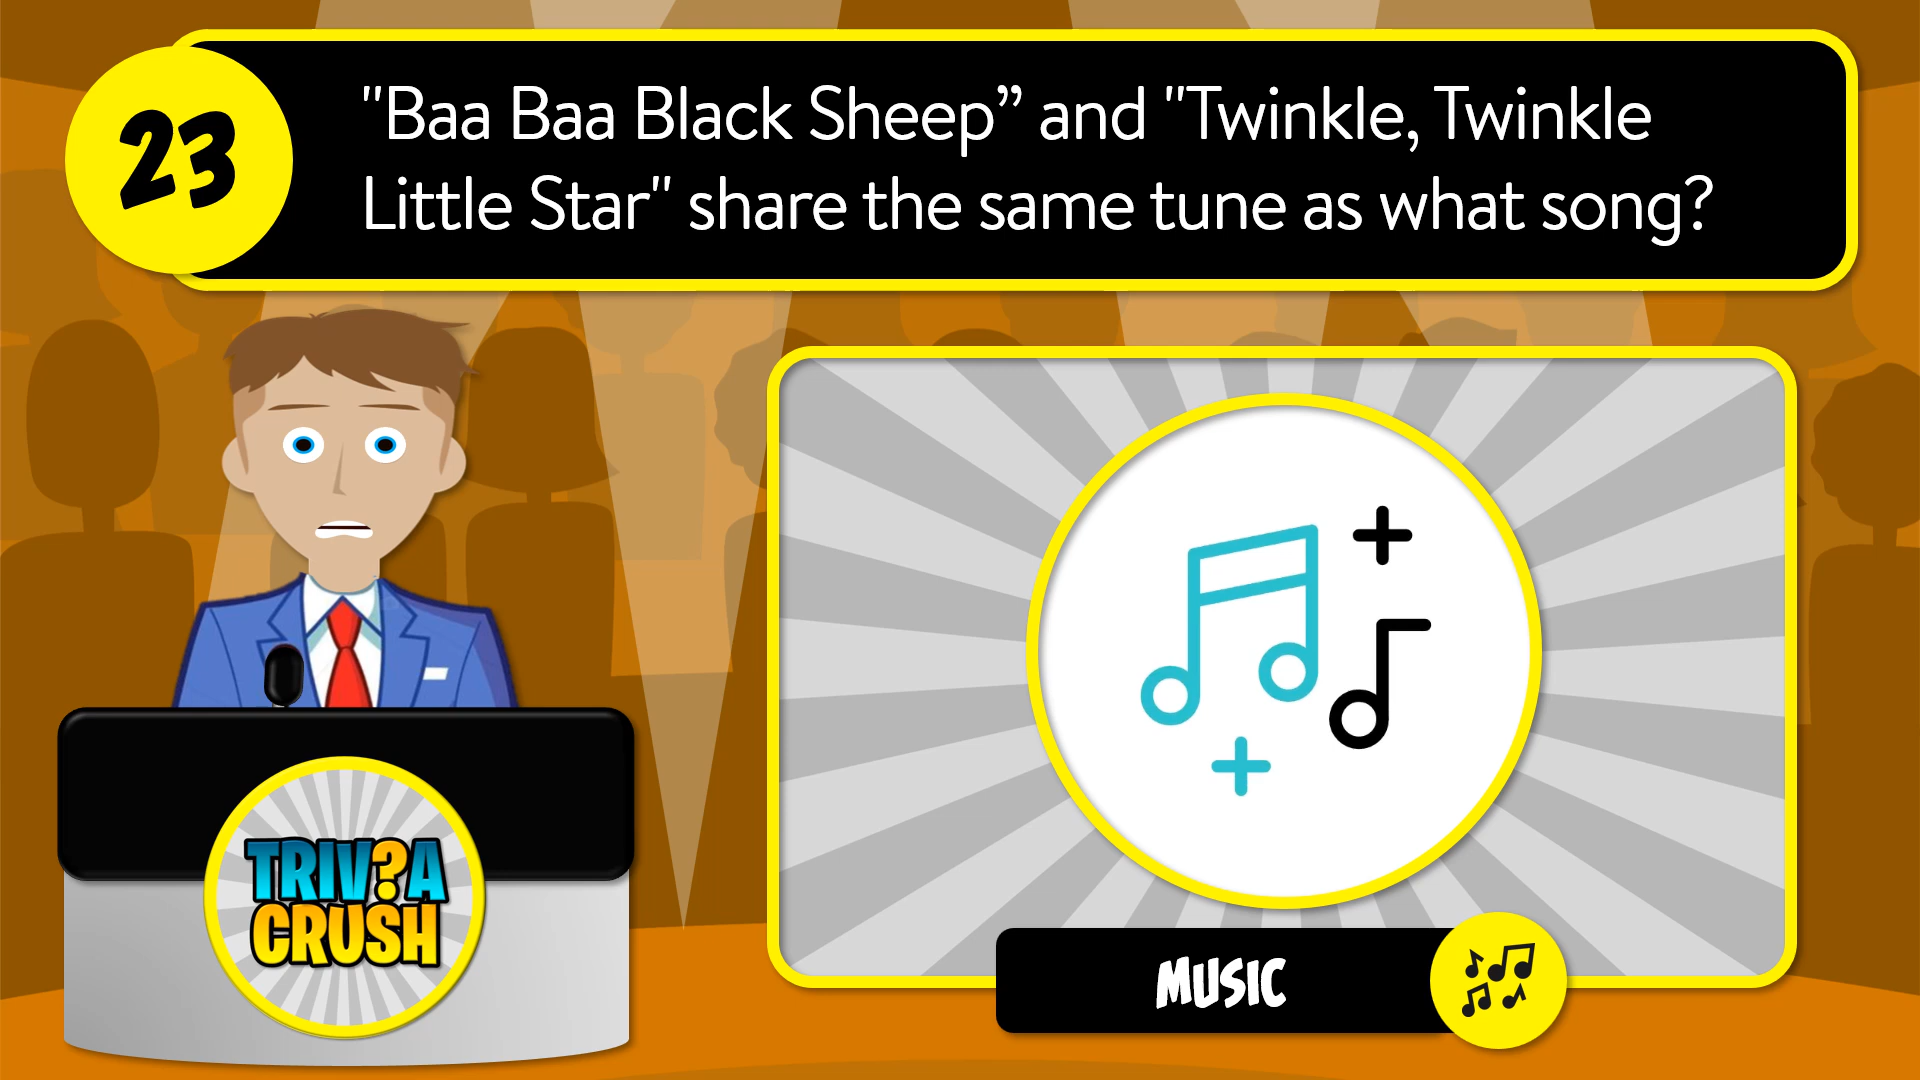 23
"Baa Baa Black Sheep” and "Twinkle, Twinkle
Little Star" share the same tune as what song?
TRIV?A
CRUSH
MUSIC